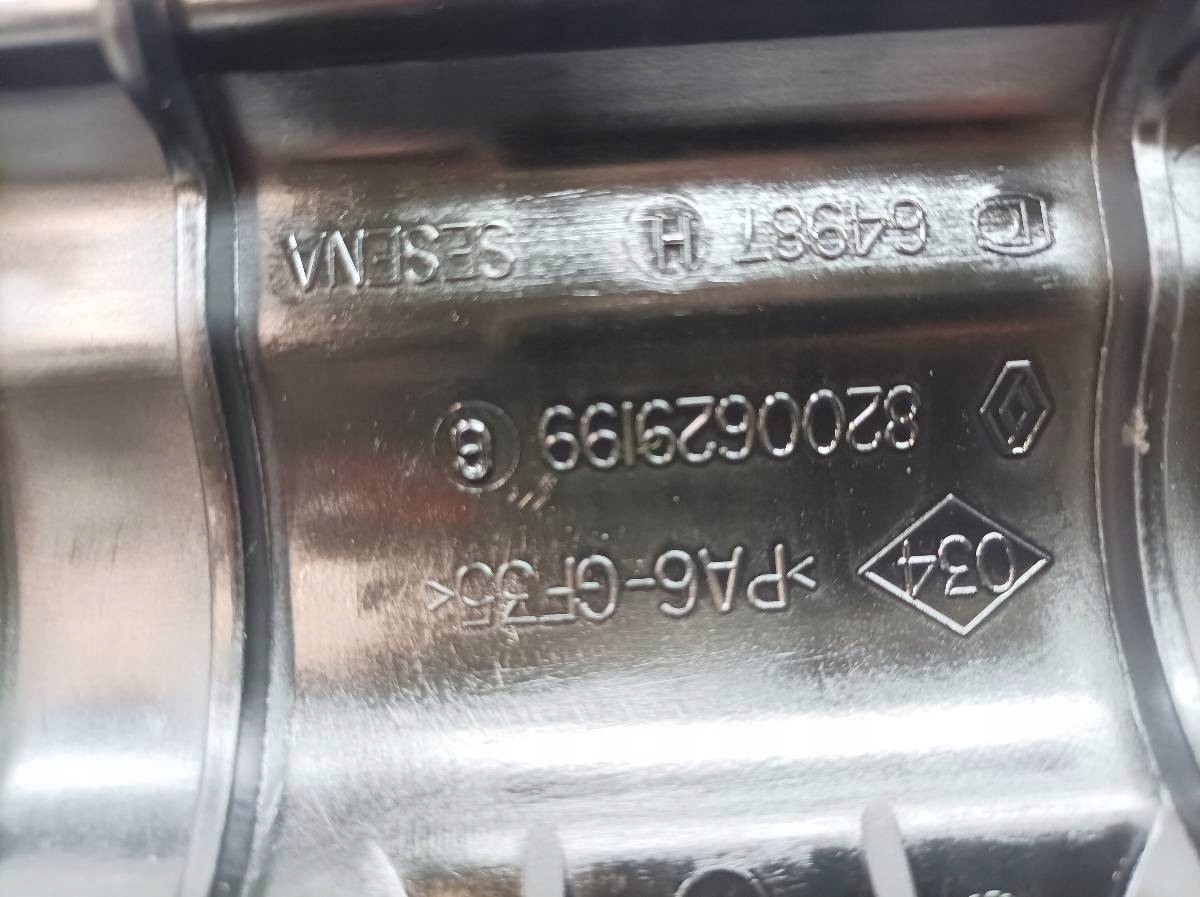 034 >PA6-GF35<
8200629199
64987 H SESENA